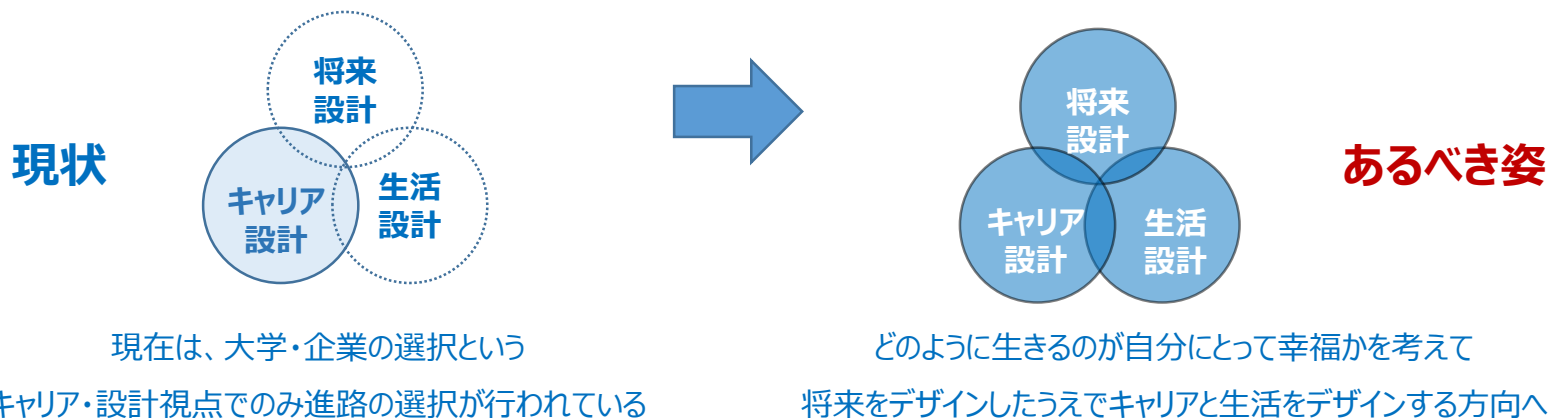 現状
将来
設計
キャリア
設計
生活
設計
現在は、大学・企業の選択という
キャリア・設計視点でのみ進路の選択が行われている
将来
設計
キャリア
設計
生活
設計
あるべき姿
どのように生きるのが自分にとって幸福かを考えて
将来をデザインしたうえでキャリアと生活をデザインする方向へ